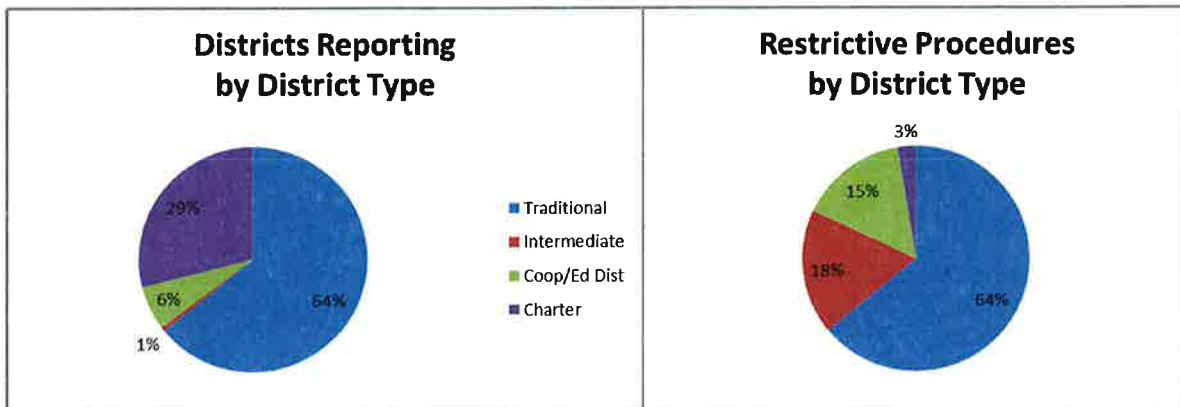 Districts Reporting
by District Type
29%
6%
1%
64%
Traditional
Intermediate
Coop/Ed Dist
Charter
Restrictive Procedures
by District Type
3%
15%
18%
64%